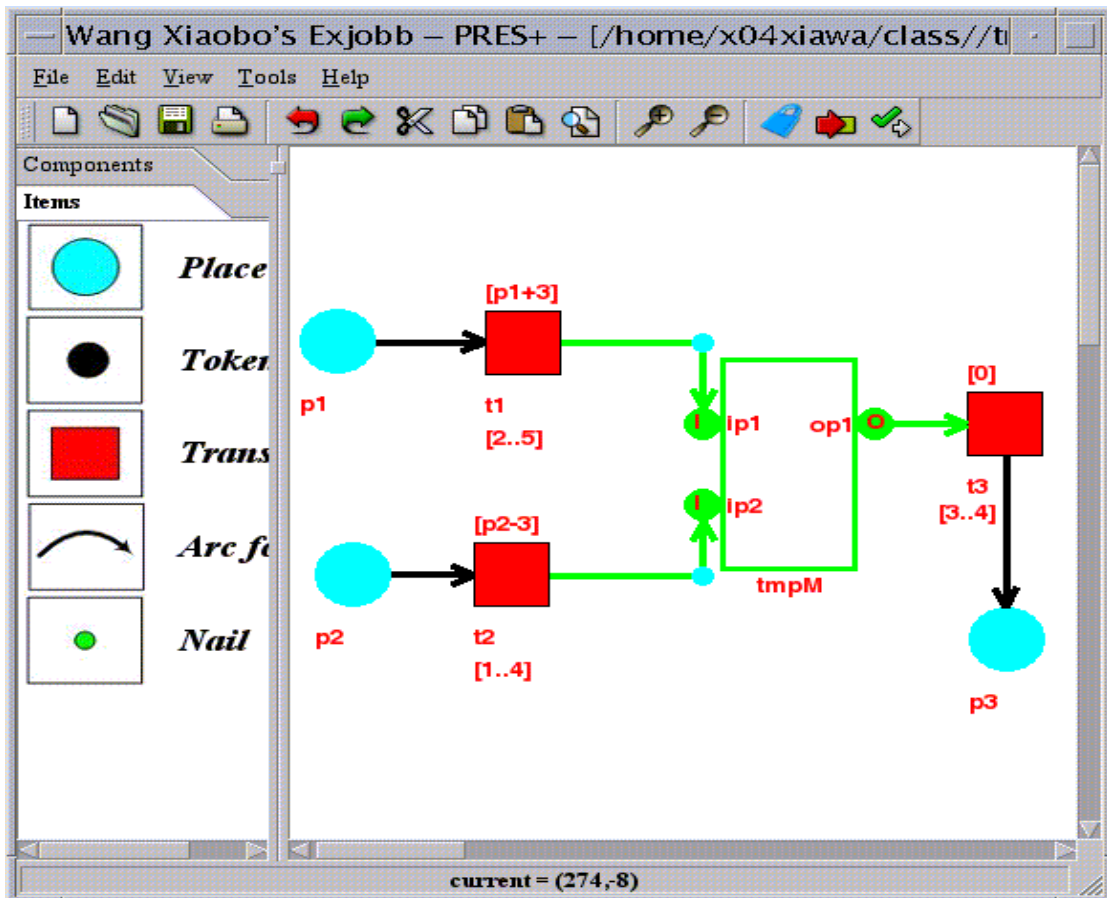 Wang Xiaobo's Exjobb – PRES+ – [/home/x04xiawa/class//t
File Edit View Tools Help
Components
Items
Place
Token
Trans
Arc fo
Nail
[p1+3]
p1
t1
[2..5]
I
ip1
op1
O
[0]
t3
[3..4]
I
ip2
[p2-3]
tmpM
p2
t2
[1..4]
p3
current = (274,-8)